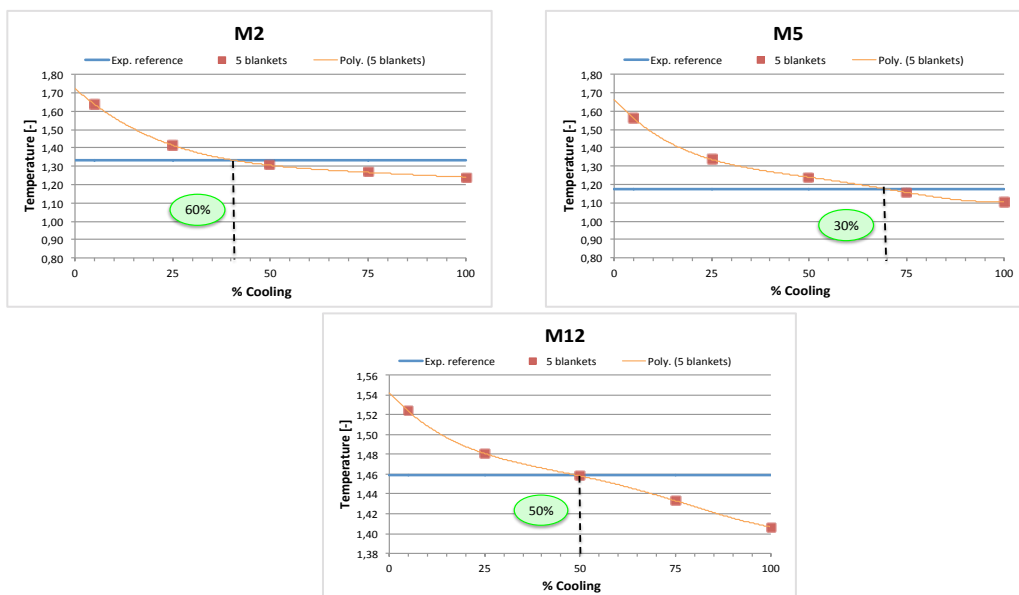 M2
Exp. reference 5 blankets Poly. (5 blankets)
1,80
1,70
1,60
1,50
1,40
1,30
1,20
1,10
1,00
0,90
0,80
Temperature [-]
60%
0 25 50 75 100
% Cooling
M5
Exp. reference 5 blankets Poly. (5 blankets)
1,80
1,70
1,60
1,50
1,40
1,30
1,20
1,10
1,00
0,90
0,80
Temperature [-]
30%
0 25 50 75 100
% Cooling
M12
Exp. reference 5 blankets Poly. (5 blankets)
1,56
1,54
1,52
1,50
1,48
1,46
1,44
1,42
1,40
1,38
Temperature [-]
50%
0 25 50 75 100
% Cooling